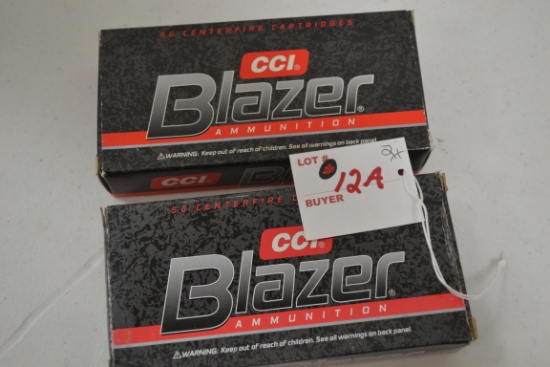 50 CENTERFIRE CARTRIDGES
CCI®
Blazer®
AMMUNITION
⚠WARNING: Keep out of reach of children. See all warnings on back panel.
CCI
LOT #
12A
2x
BUYER
50 CENTERFIRE
CCI®
Blazer®
AMMUNITION
⚠WARNING: Keep out of reach of children. See all warnings on back panel.